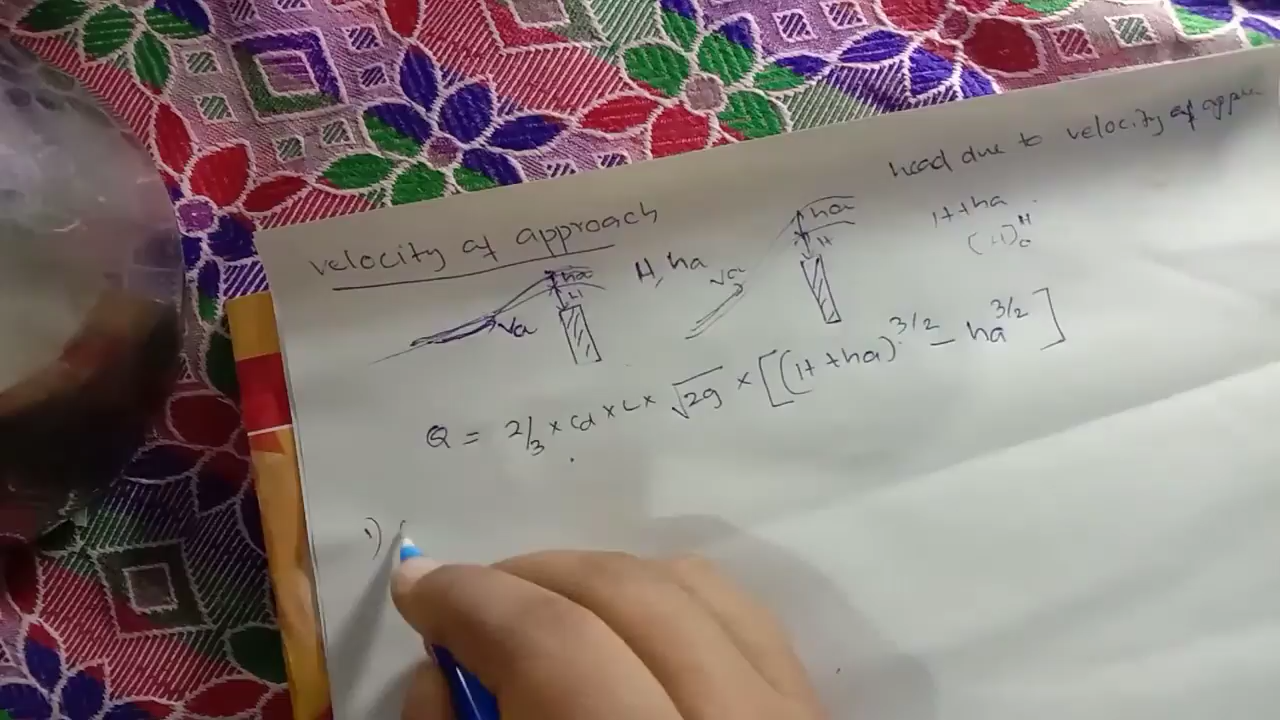 head due to velocity of appr
velocity of approach
ha
H
Va
H, ha
Va
ha
H
H+ha
(H)₀ᴴ
Q = 2/3 × Cd × L × √2g × [(H + ha)^3/2 - ha^3/2]
1)